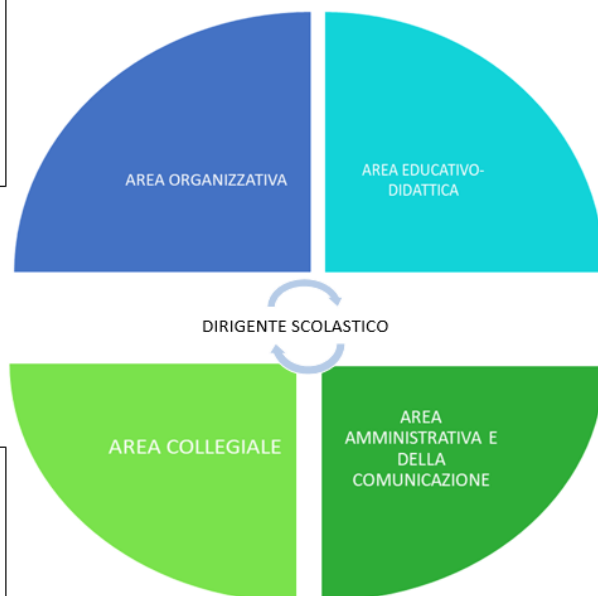 AREA ORGANIZZATIVA
AREA EDUCATIVO-
DIDATTICA
DIRIGENTE SCOLASTICO
AREA COLLEGIALE
AREA
AMMINISTRATIVA E
DELLA
COMUNICAZIONE